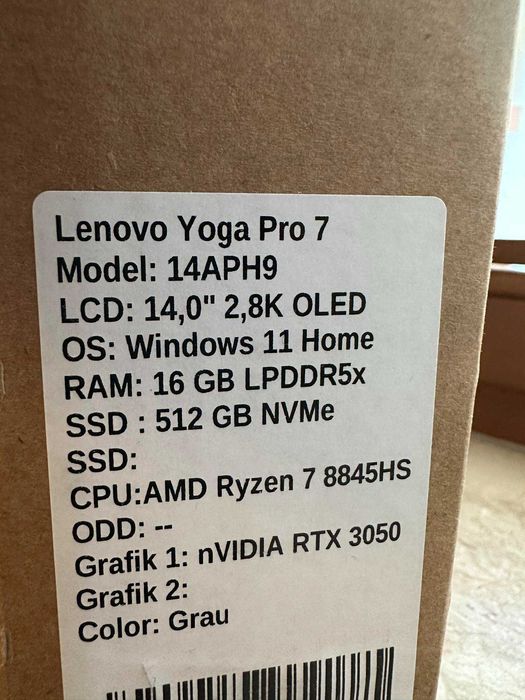 Lenovo Yoga Pro 7
Model: 14APH9
LCD: 14,0" 2,8K OLED
OS: Windows 11 Home
RAM: 16 GB LPDDR5x
SSD : 512 GB NVMe
SSD:
CPU:AMD Ryzen 7 8845HS
ODD: --
Grafik 1: nVIDIA RTX 3050
Grafik 2:
Color: Grau